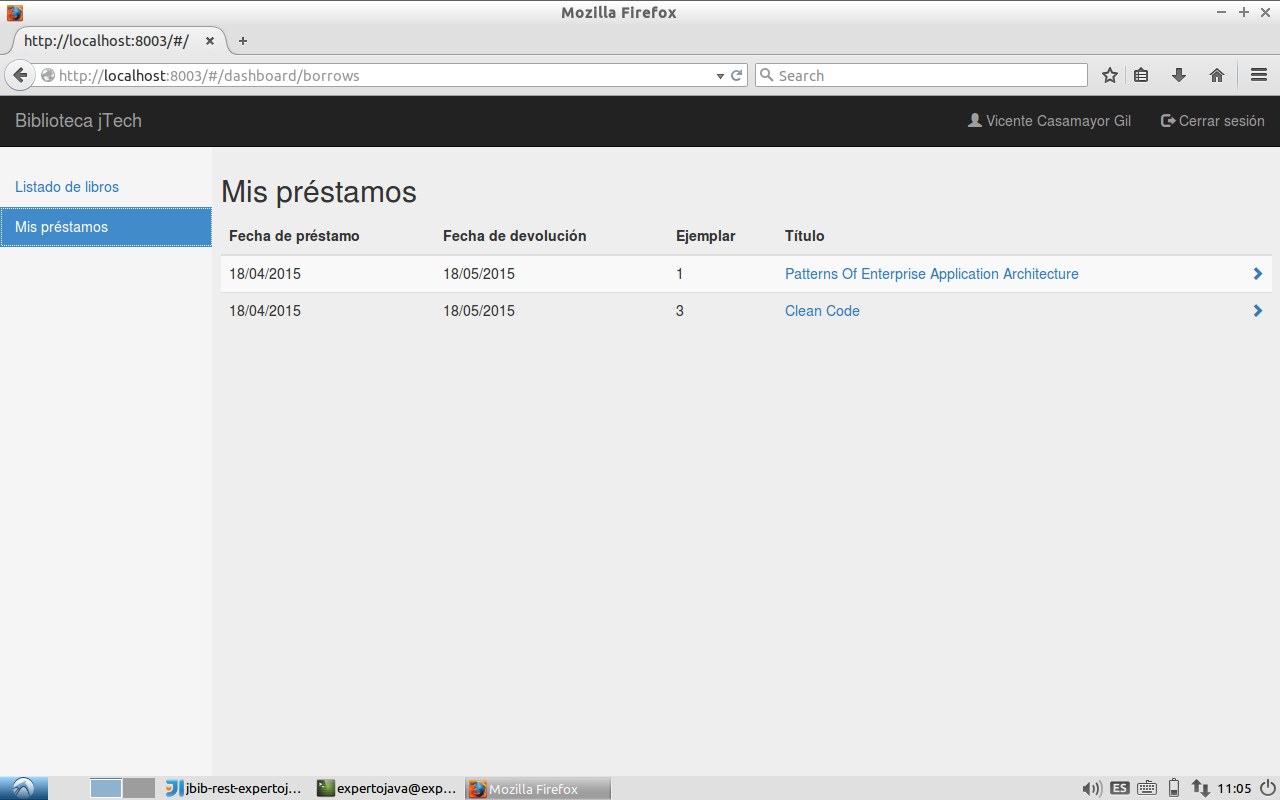 Mozilla Firefox
http://localhost:8003/#/
http://localhost:8003/#/dashboard/borrows
Search
Biblioteca jTech
Vicente Casamayor Gil
Cerrar sesión
Listado de libros
Mis préstamos
Mis préstamos
Fecha de préstamo Fecha de devolución Ejemplar Título
18/04/2015 18/05/2015 1 Patterns Of Enterprise Application Architecture
18/04/2015 18/05/2015 3 Clean Code
jbib-rest-expertoj...
expertojava@exp...
Mozilla Firefox
ES
11:05